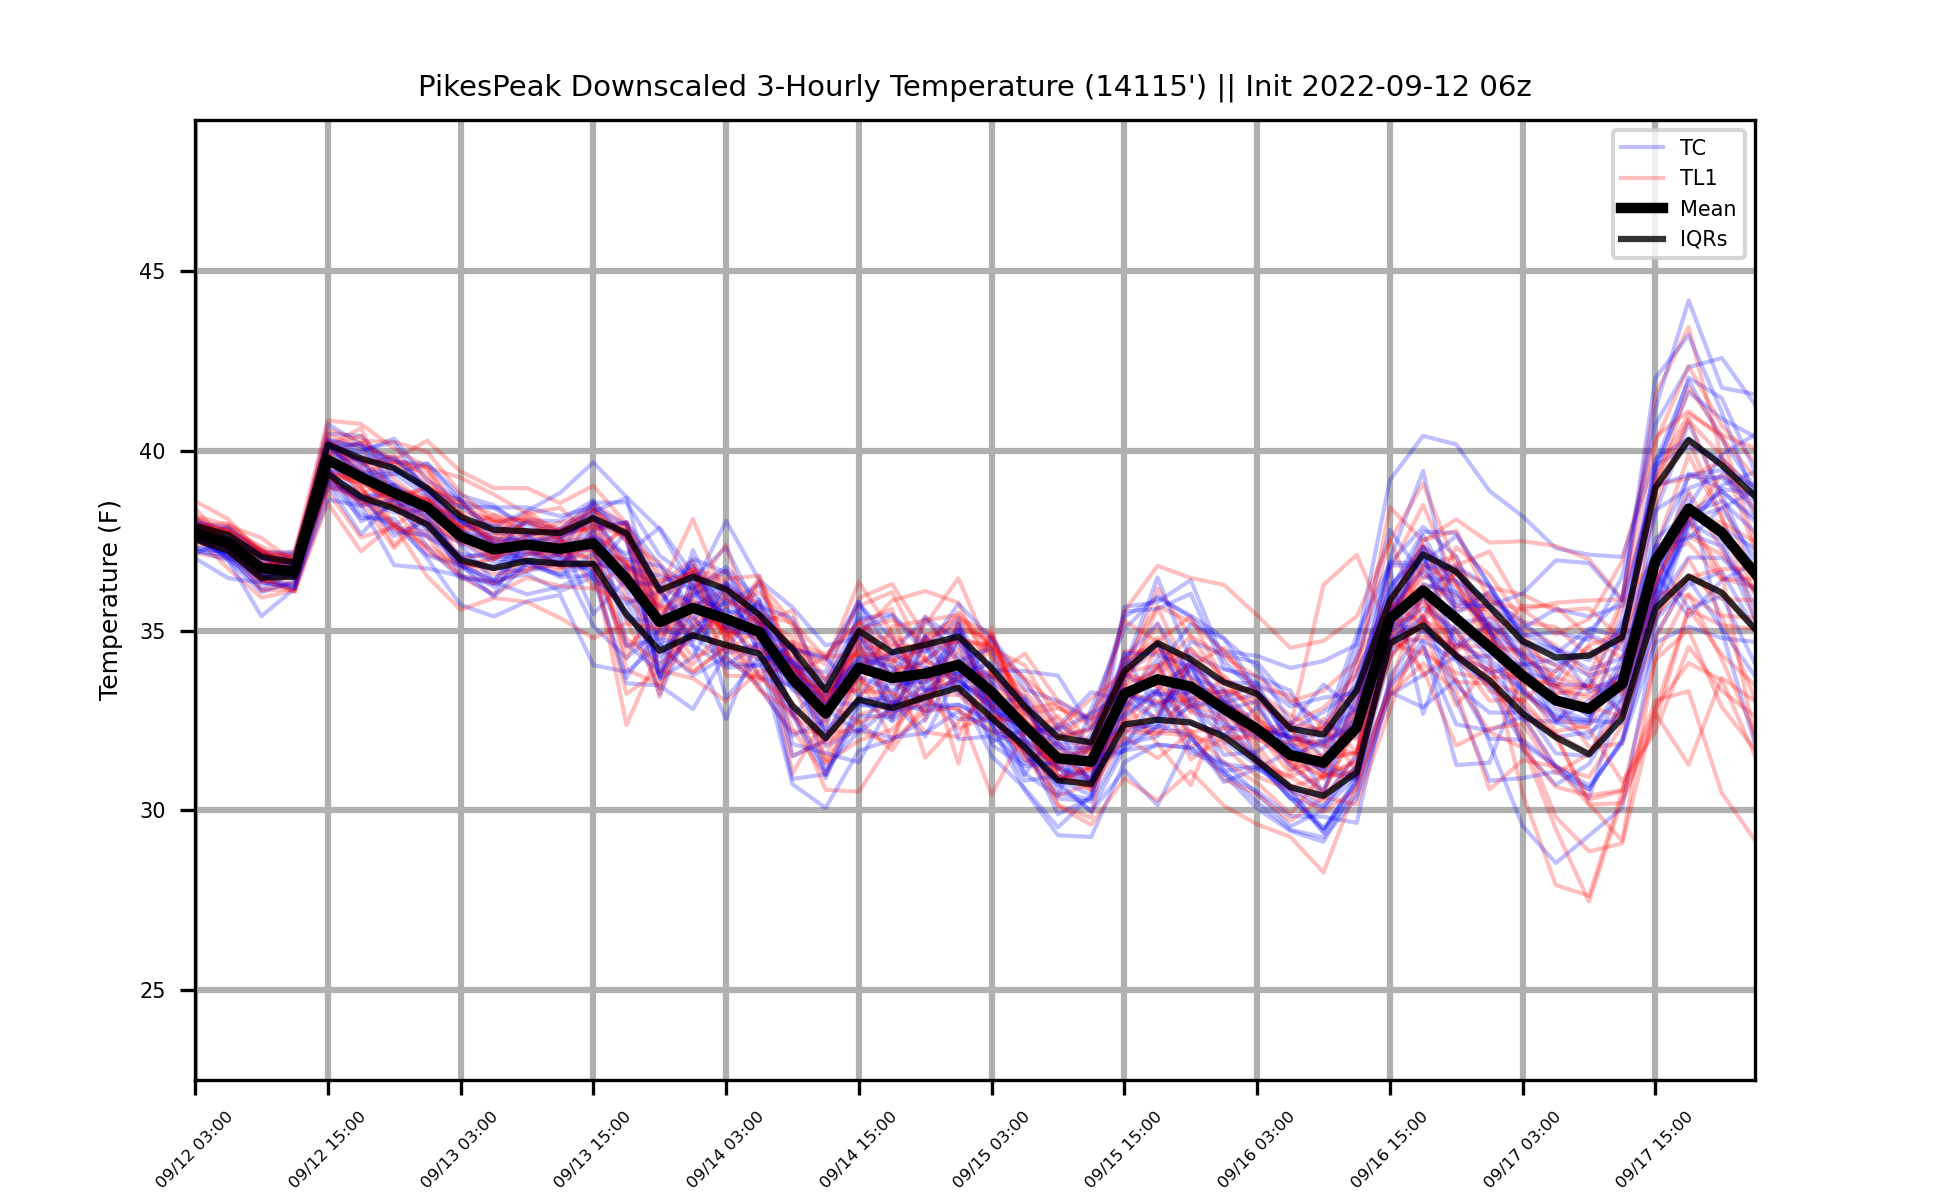 PikesPeak Downscaled 3-Hourly Temperature (14115') || Init 2022-09-12 06z
TC
TL1
Mean
IQRs
Temperature (F)
45
40
35
30
25
09/12 03:00
09/12 15:00
09/13 03:00
09/13 15:00
09/14 03:00
09/14 15:00
09/15 03:00
09/15 15:00
09/16 03:00
09/16 15:00
09/17 03:00
09/17 15:00